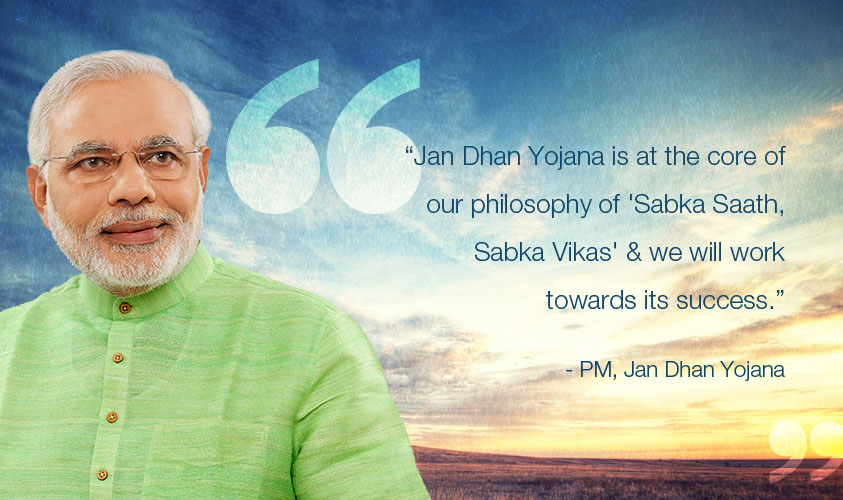 “Jan Dhan Yojana is at the core of
our philosophy of 'Sabka Saath,
Sabka Vikas' & we will work
towards its success.”
- PM, Jan Dhan Yojana